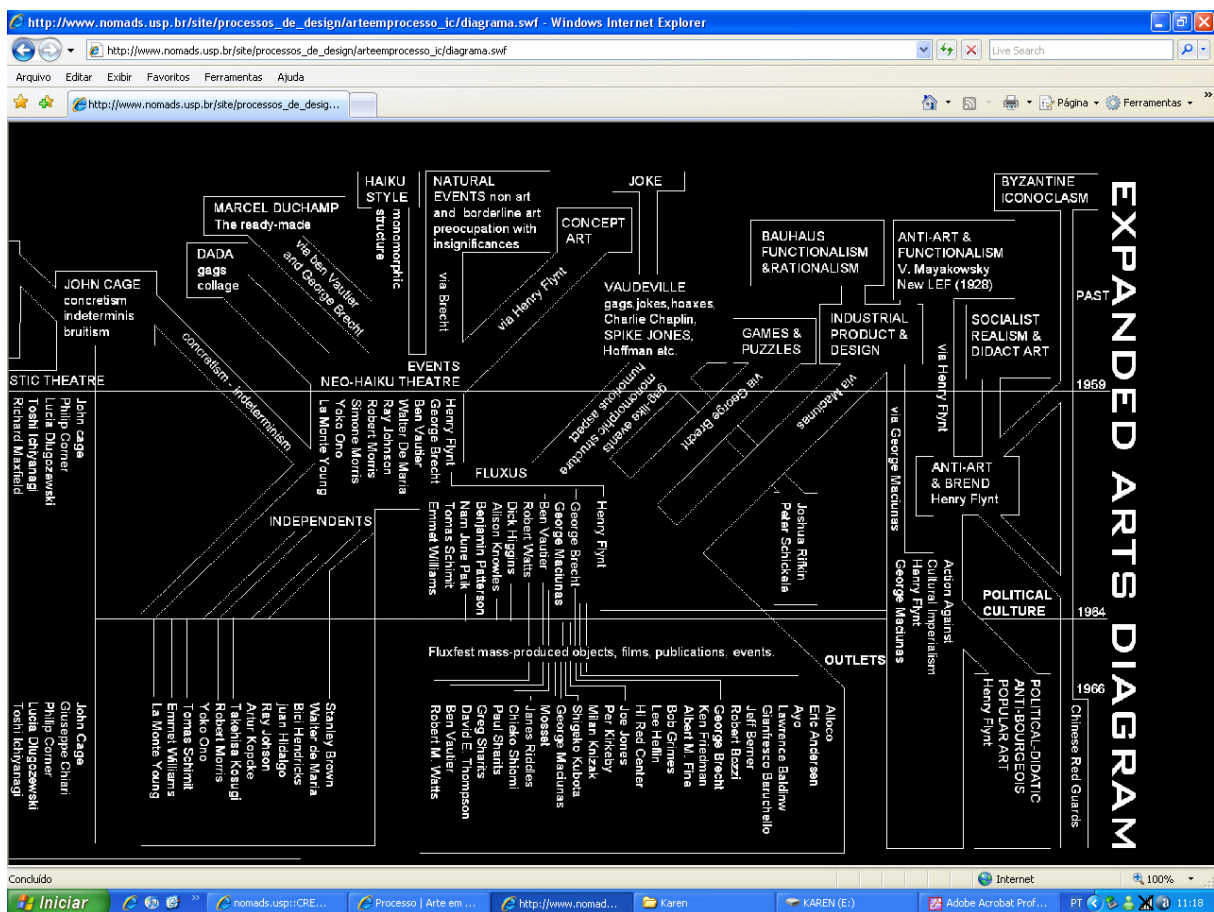 http://www.nomads.usp.br/site/processos_de_design/arteemprocesso_ic/diagrama.swf - Windows Internet Explorer
http://www.nomads.usp.br/site/processos_de_design/arteemprocesso_ic/diagrama.swf
Live Search
Arquivo Editar Exibir Favoritos Ferramentas Ajuda
http://www.nomads.usp.br/site/processos_de_desig...
Página
Ferramentas
EXPANDED ARTS DIAGRAM
HAIKU
STYLE
monomorphic
structure
NATURAL
EVENTS non art
and borderline art
preocupation with
insignificances
via Brecht
JOKE
BYZANTINE
ICONOCLASM
MARCEL DUCHAMP
The ready-made
via ben Vautier
and George Brecht
CONCEPT
ART
via Henry Flynt
DADA
gags
collage
BAUHAUS
FUNCTIONALISM
&RATIONALISM
ANTI-ART &
FUNCTIONALISM
V. Mayakowsky
New LEF (1928)
JOHN CAGE
concretism
indeterminis
bruitism
concretism - indeterminism
VAUDEVILLE
gags, jokes, hoaxes,
Charlie Chaplin,
SPIKE JONES,
Hoffman etc.
GAMES &
PUZZLES
INDUSTRIAL
PRODUCT &
DESIGN
SOCIALIST
REALISM &
DIDACT ART
PAST
via Henry Flynt
EVENTS
NEO-HAIKU THEATRE
STIC THEATRE
1959
John cage
Philip Corner
Lucia Dlugozewski
Toshi Ichiyanagi
Richard Maxfield
Henry Flynt
George Brecht
Ben Vautier
Walter De Maria
Ray Johnson
Robert Morris
Simone Morris
Yoko Ono
La Monte Young
gag-like events
monomorphic structure
humorious aspect
via George Brecht
via Maciunas
via George Maciunas
FLUXUS
ANTI-ART
& BREND
Henry Flynt
INDEPENDENTS
Henry Flynt
George Brecht
George Maciunas
Ben Vautier
Robert Watts
Dick Higgins
Alison Knowles
Benjamin Patterson
Nam June Paik
Tomas Schimit
Emmet Williams
Joshua Rifkin
Peter Schickele
Action Against
Cultural Imperialism
Henry Flynt
George Maciunas
POLITICAL
CULTURE
1964
Fluxfest mass-produced objects, films, publications, events.
OUTLETS
1966
John Cage
Giuseppe Chiari
Philip Corner
Lucia Dlugozewski
Toshi Ichiyanagi
Stanley Brown
Walter de Maria
Bici Hendricks
juan Hidalgo
Ray Johson
Artur Kopcke
Takehisa Kosugi
Robert Morris
Yoko Ono
Tomas Schimit
Emmet Williams
La Monte Young
Ailoco
Eric Andersen
Ayo
Lawrence Baldinw
Gianfresco Baruchello
Jeff Berner
Robert Bozzi
George Brecht
Ken Friedman
Albert M. Fine
Bob Grimes
Lee Heflin
Hi Red Center
Joe Jones
Per Kirkeby
Milan Knizak
Shigeko Kubota
George Maciunas
Mosset
Janes Riddles
Chieko Shiomi
Paul Sharits
Greg Sharits
David E. Thompson
Ben Vautier
Robert M. Watts
POLITICAL-DIDATIC
ANTI-BOURGEOIS
POPULAR ART
Henry Flynt
Chinese Red Guards
Concluído
Internet
100%
Iniciar
nomads.usp::CRE...
Processo | Arte em ...
http://www.nomad...
Karen
KAREN (E:)
Adobe Acrobat Prof...
PT
11:18